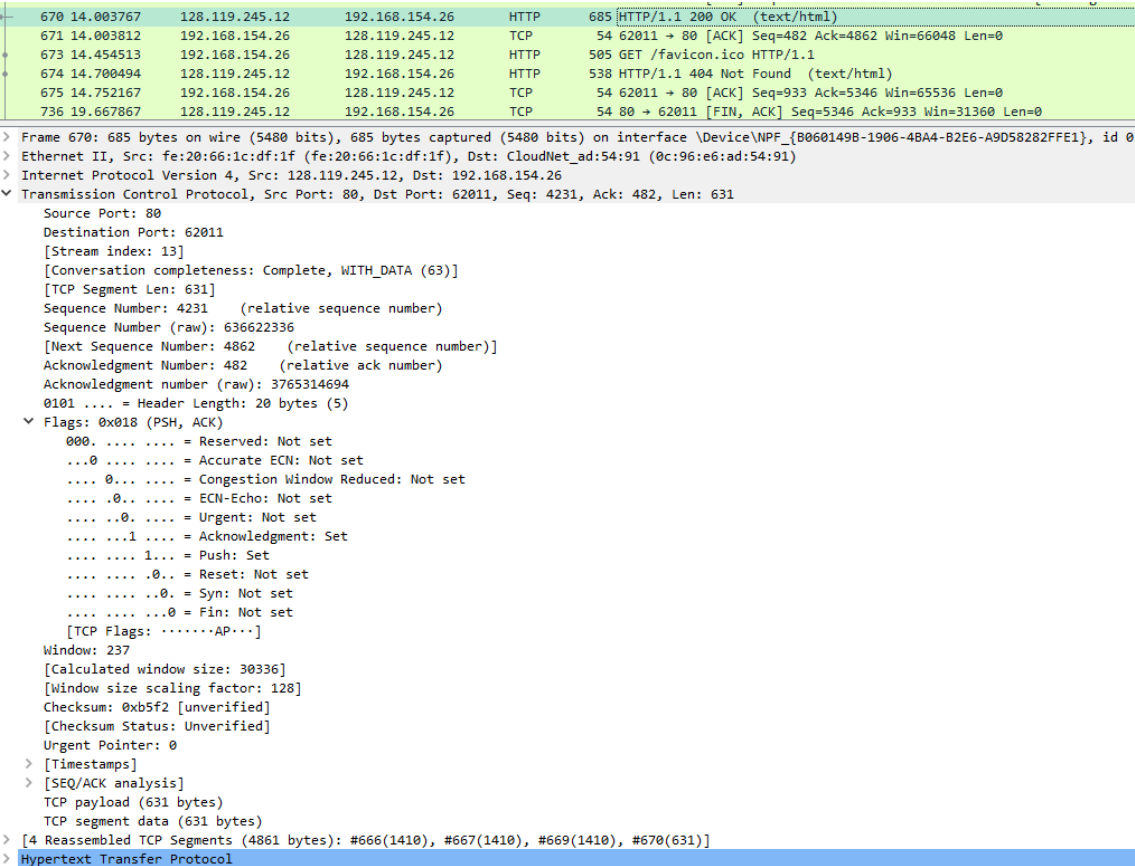 670 14.003767 128.119.245.12 192.168.154.26 HTTP 685 HTTP/1.1 200 OK (text/html)
671 14.003812 192.168.154.26 128.119.245.12 TCP 54 62011 → 80 [ACK] Seq=482 Ack=4862 Win=66048 Len=0
673 14.454513 192.168.154.26 128.119.245.12 HTTP 505 GET /favicon.ico HTTP/1.1
674 14.700494 128.119.245.12 192.168.154.26 HTTP 538 HTTP/1.1 404 Not Found (text/html)
675 14.752167 192.168.154.26 128.119.245.12 TCP 54 62011 → 80 [ACK] Seq=933 Ack=5346 Win=65536 Len=0
736 19.667867 128.119.245.12 192.168.154.26 TCP 54 80 → 62011 [FIN, ACK] Seq=5346 Ack=933 Win=31360 Len=0
Frame 670: 685 bytes on wire (5480 bits), 685 bytes captured (5480 bits) on interface \Device\NPF_{B060149B-1906-4BA4-B2E6-A9D58282FFE1}, id 0
Ethernet II, Src: fe:20:66:1c:df:1f (fe:20:66:1c:df:1f), Dst: CloudNet_ad:54:91 (0c:96:e6:ad:54:91)
Internet Protocol Version 4, Src: 128.119.245.12, Dst: 192.168.154.26
Transmission Control Protocol, Src Port: 80, Dst Port: 62011, Seq: 4231, Ack: 482, Len: 631
Source Port: 80
Destination Port: 62011
[Stream index: 13]
[Conversation completeness: Complete, WITH_DATA (63)]
[TCP Segment Len: 631]
Sequence Number: 4231 (relative sequence number)
Sequence Number (raw): 636622336
[Next Sequence Number: 4862 (relative sequence number)]
Acknowledgment Number: 482 (relative ack number)
Acknowledgment number (raw): 3765314694
0101 .... = Header Length: 20 bytes (5)
Flags: 0x018 (PSH, ACK)
000. .... .... = Reserved: Not set
...0 .... .... = Accurate ECN: Not set
.... 0... .... = Congestion Window Reduced: Not set
.... .0.. .... = ECN-Echo: Not set
.... ..0. .... = Urgent: Not set
.... ...1 .... = Acknowledgment: Set
.... .... 1... = Push: Set
.... .... .0.. = Reset: Not set
.... .... ..0. = Syn: Not set
.... .... ...0 = Fin: Not set
[TCP Flags: ·······AP···]
Window: 237
[Calculated window size: 30336]
[Window size scaling factor: 128]
Checksum: 0xb5f2 [unverified]
[Checksum Status: Unverified]
Urgent Pointer: 0
[Timestamps]
[SEQ/ACK analysis]
TCP payload (631 bytes)
TCP segment data (631 bytes)
[4 Reassembled TCP Segments (4861 bytes): #666(1410), #667(1410), #669(1410), #670(631)]
Hypertext Transfer Protocol